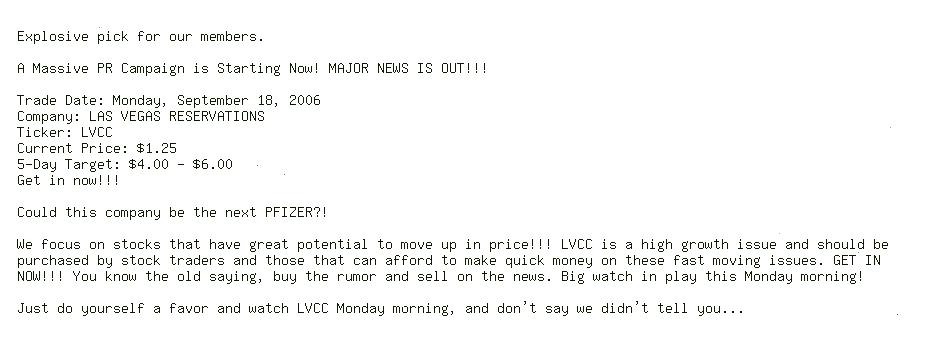 Explosive pick for our members.
A Massive PR Campaign is Starting Now! MAJOR NEWS IS OUT!!!
Trade Date: Monday, September 18, 2006
Company: LAS VEGAS RESERVATIONS
Ticker: LVCC
Current Price: $1.25
5-Day Target: $4.00 - $6.00
Get in now!!!
Could this company be the next PFIZER?!
We focus on stocks that have great potential to move up in price!!! LVCC is a high growth issue and should be
purchased by stock traders and those that can afford to make quick money on these fast moving issues. GET IN
NOW!!! You know the old saying, buy the rumor and sell on the news. Big watch in play this Monday morning!
Just do yourself a favor and watch LVCC Monday morning, and don't say we didn't tell you...